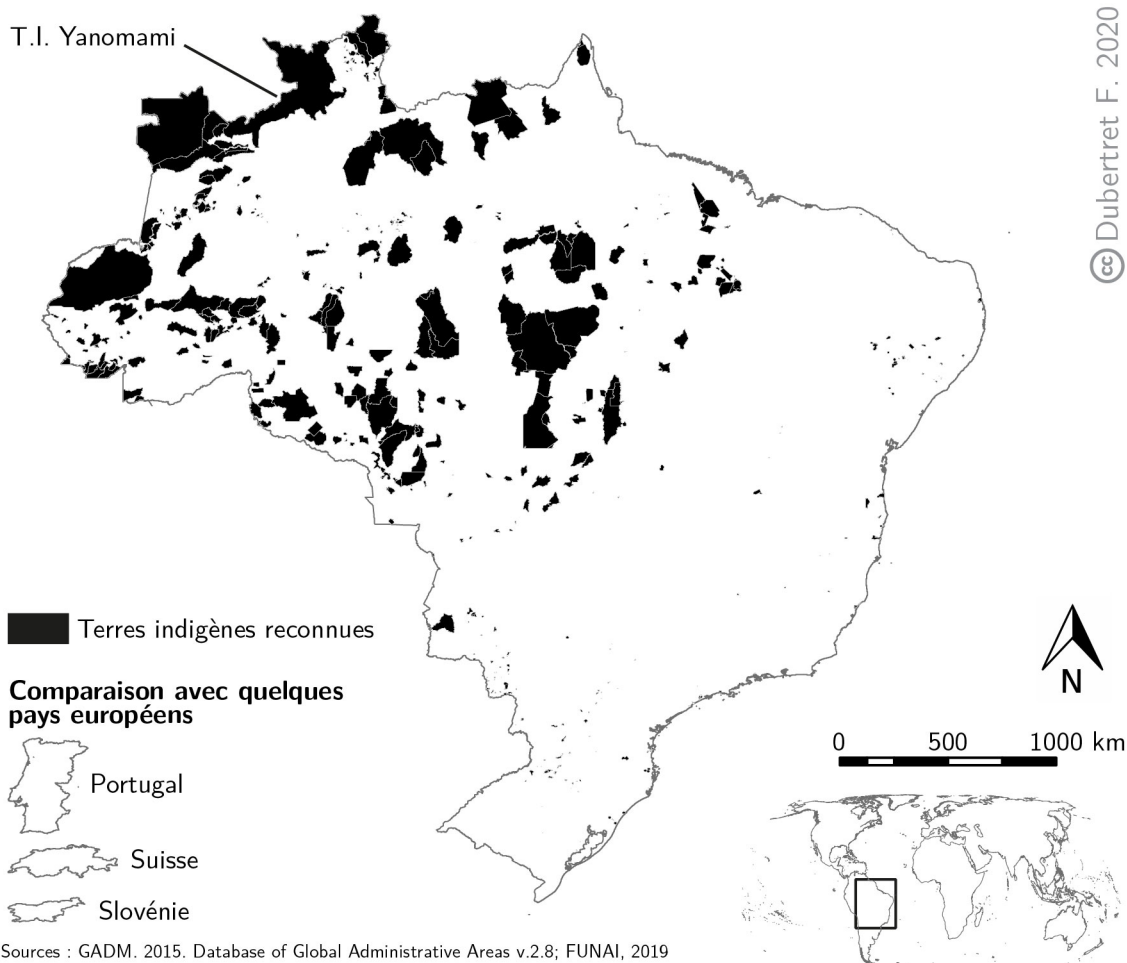 T.I. Yanomami
cc Dubertret F. 2020
Terres indigènes reconnues
Comparaison avec quelques
pays européens
Portugal
Suisse
Slovénie
N
0 500 1000 km
Sources : GADM. 2015. Database of Global Administrative Areas v.2.8; FUNAI, 2019